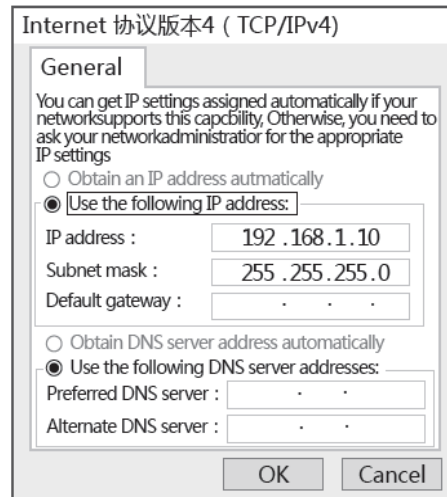 Internet 协议版本4 ( TCP/IPv4)
General
You can get IP settings assigned automatically if your
networksupports this capcbility, Otherwise, you need to
ask your networkadministratior for the appropriate
IP settings
Obtain an IP address autmatically
Use the following IP address:
IP address : 192 .168.1.10
Subnet mask : 255 .255.255.0
Default gateway : . . .
Obtain DNS server address automatically
Use the following DNS server addresses:
Preferred DNS server : . .
Alternate DNS server : . .
OK Cancel